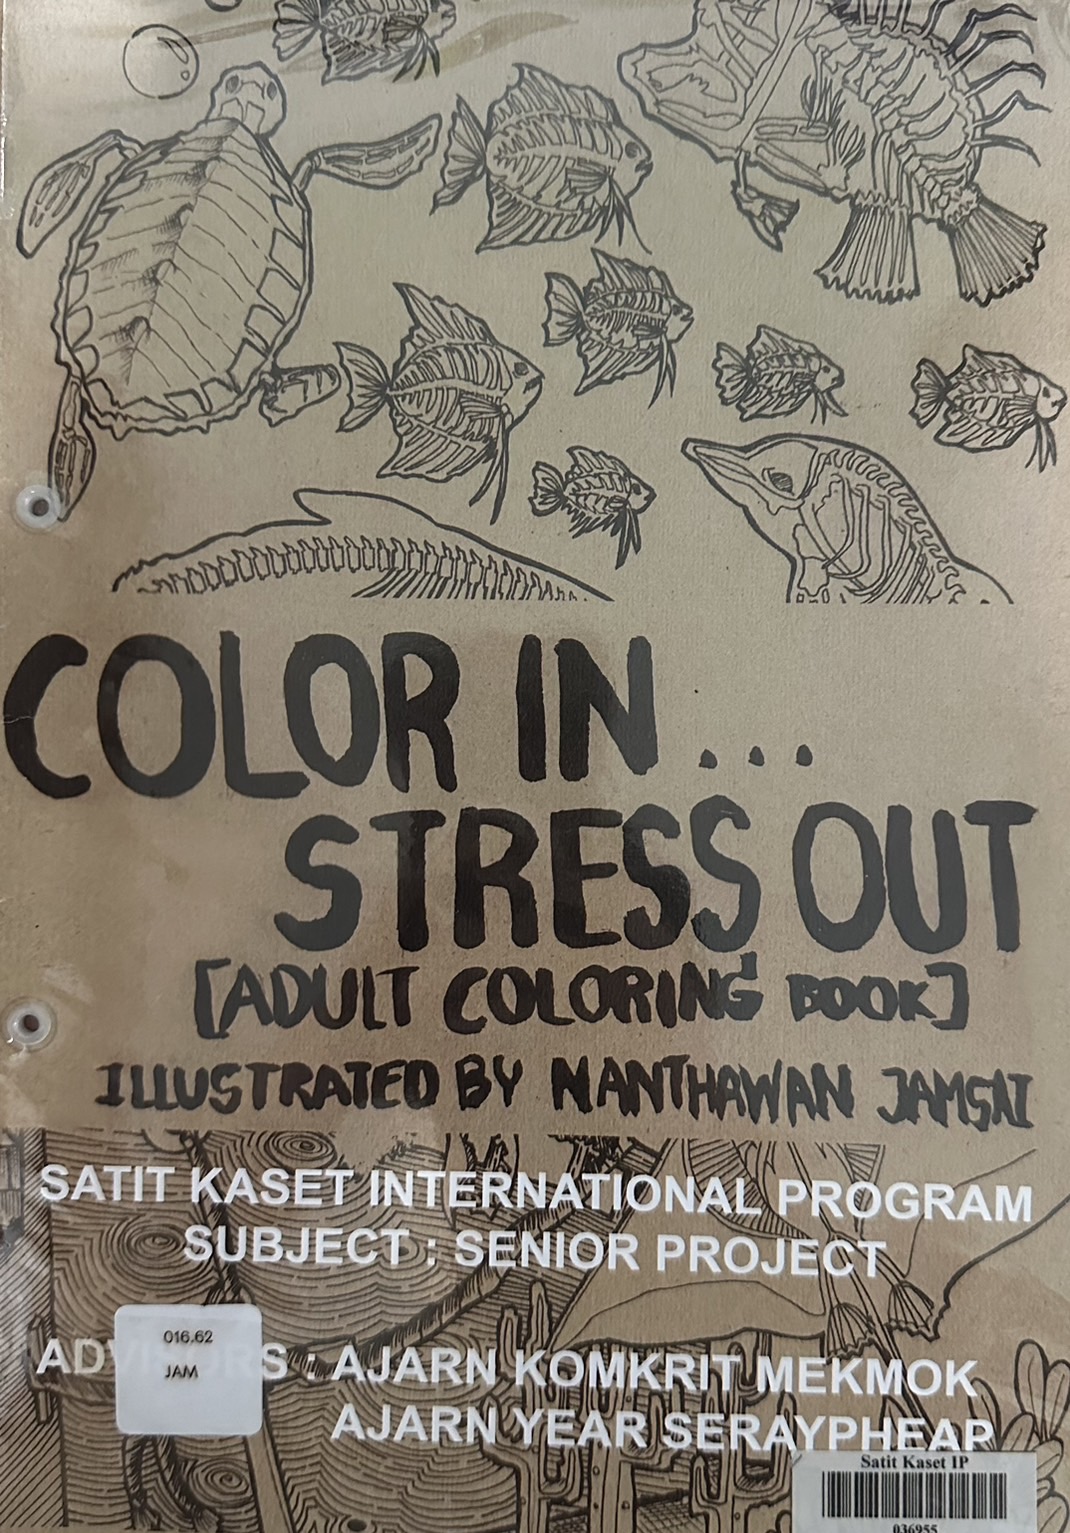 COLOR IN...
STRESS OUT
[ADULT COLORING BOOK]
ILLUSTRATED BY NANTHAWAN JAMSAI
SATIT KASET INTERNATIONAL PROGRAM
SUBJECT : SENIOR PROJECT
016.62
JAM
ADVISORS : AJARN KOMKRIT MEKMOK
AJARN YEAR SERAYPHEAP
Satit Kaset IP
036955